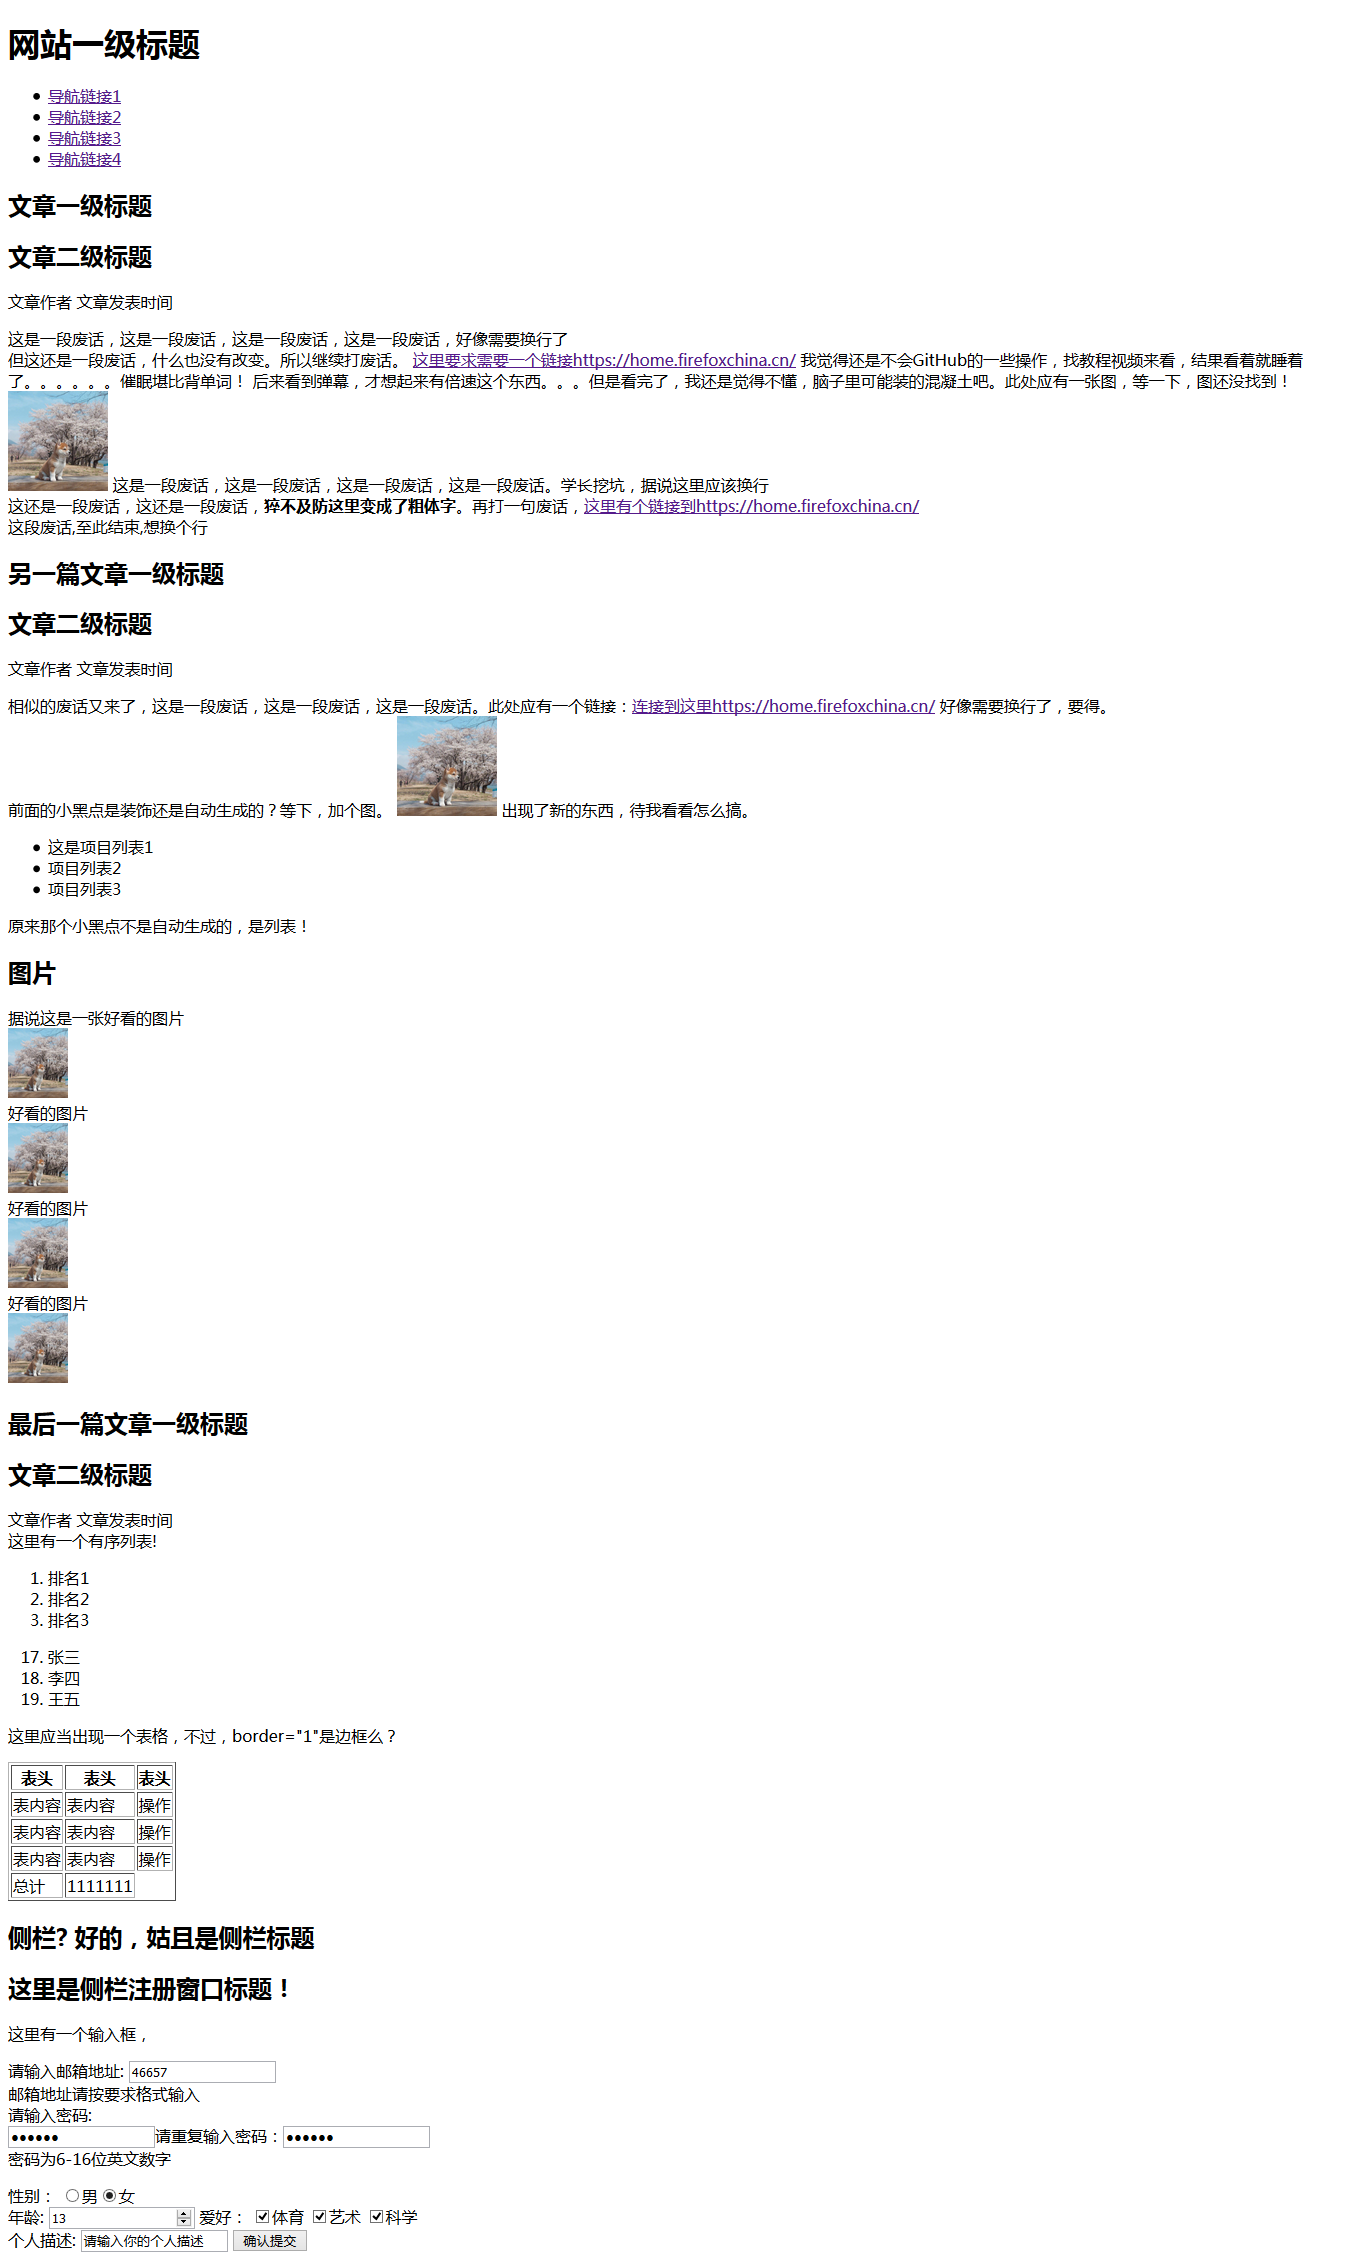 网站一级标题
导航链接1
导航链接2
导航链接3
导航链接4
文章一级标题
文章二级标题
文章作者 文章发表时间
这是一段废话，这是一段废话，这是一段废话，这是一段废话，好像需要换行了
但这还是一段废话，什么也没有改变。所以继续打废话。 这里要求需要一个链接https://home.firefoxchina.cn/ 我觉得还是不会GitHub的一些操作，找教程视频来看，结果看着就睡着
了。。。。。。催眠堪比背单词！ 后来看到弹幕，才想起来有倍速这个东西。。。但是看完了，我还是觉得不懂，脑子里可能装的混凝土吧。此处应有一张图，等一下，图还没找到！
这是一段废话，这是一段废话，这是一段废话，这是一段废话。学长挖坑，据说这里应该换行
这还是一段废话，这还是一段废话，猝不及防这里变成了粗体字。再打一句废话，这里有个链接到https://home.firefoxchina.cn/
这段废话,至此结束,想换个行
另一篇文章一级标题
文章二级标题
文章作者 文章发表时间
相似的废话又来了，这是一段废话，这是一段废话，这是一段废话。此处应有一个链接：连接到这里https://home.firefoxchina.cn/ 好像需要换行了，要得。
前面的小黑点是装饰还是自动生成的？等下，加个图。 出现了新的东西，待我看看怎么搞。
这是项目列表1
项目列表2
项目列表3
原来那个小黑点不是自动生成的，是列表！
图片
据说这是一张好看的图片
好看的图片
好看的图片
好看的图片
最后一篇文章一级标题
文章二级标题
文章作者 文章发表时间
这里有一个有序列表!
1. 排名1
2. 排名2
3. 排名3
17. 张三
18. 李四
19. 王五
这里应当出现一个表格，不过，border="1"是边框么？
表头 表头 表头
表内容 表内容 操作
表内容 表内容 操作
表内容 表内容 操作
总计 1111111
侧栏? 好的，姑且是侧栏标题
这里是侧栏注册窗口标题！
这里有一个输入框，
请输入邮箱地址: 46657
邮箱地址请按要求格式输入
请输入密码:
●●●●●●请重复输入密码：●●●●●●
密码为6-16位英文数字
性别： 男 女
年龄: 13 爱好： 体育 艺术 科学
个人描述: 请输入你的个人描述 确认提交